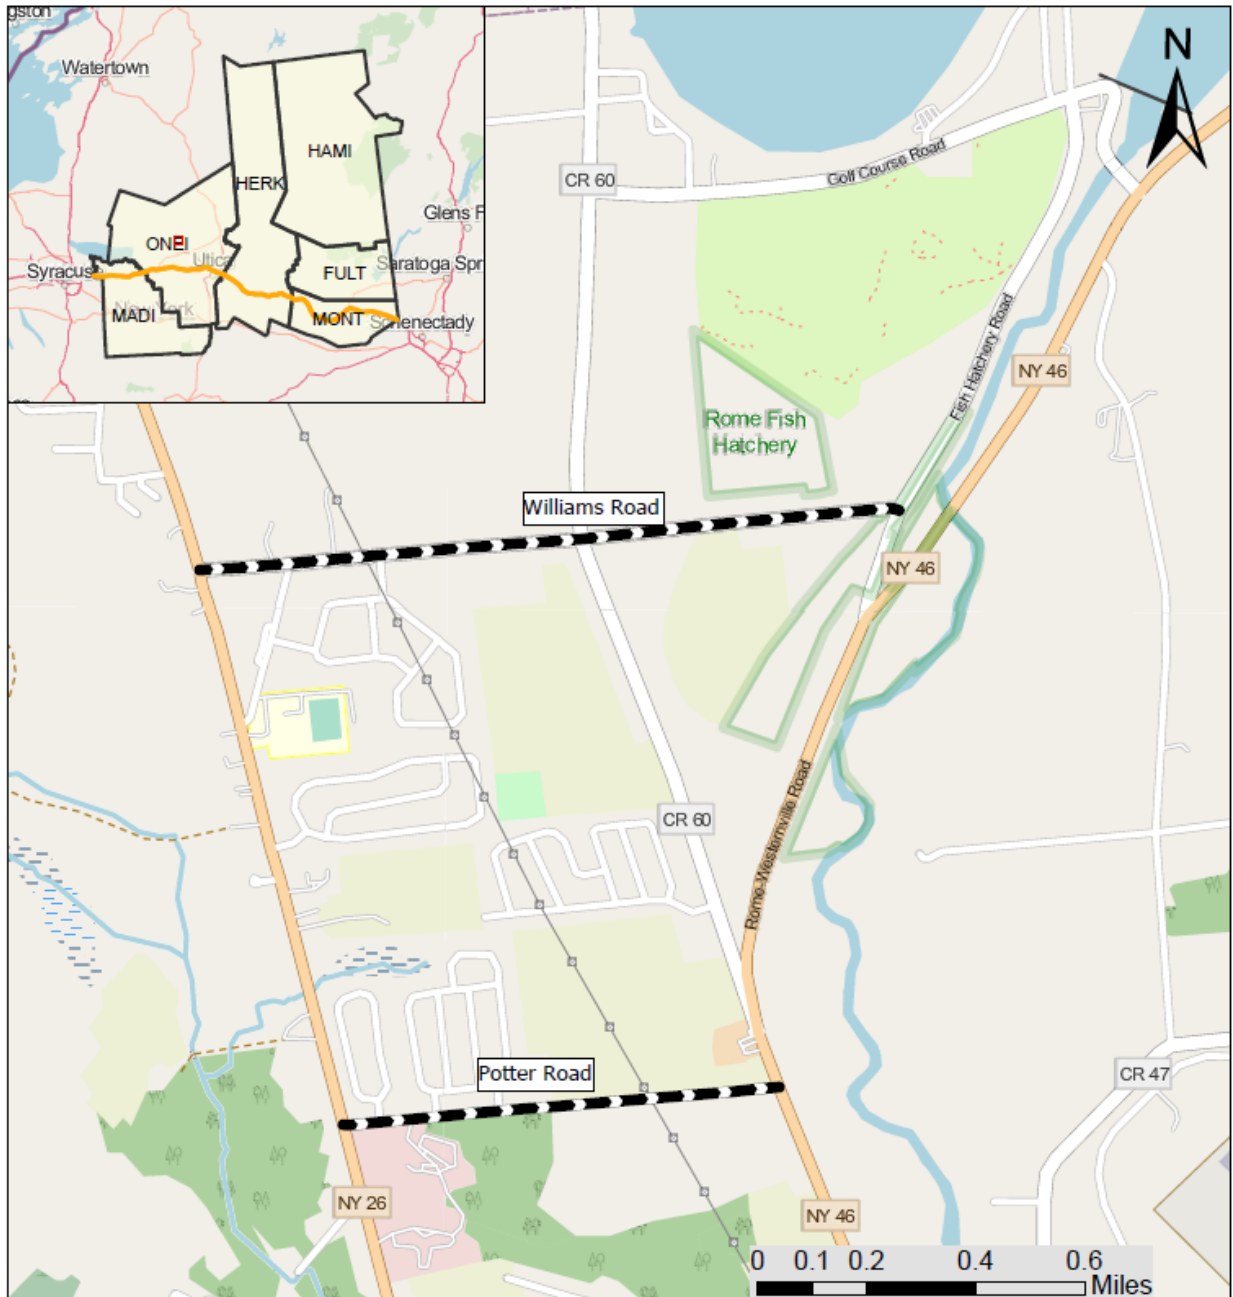 gston
Watertown
HAMI
HERK
Glens F
ONEI
Utica
Syracus
FULT
Saratoga Spr
MADI
New York
MONT
Schenectady
N
CR 60
Golf Course Road
Fish Hatchery Road
NY 46
Rome Fish
Hatchery
Williams Road
NY 46
CR 60
Rome-Westernville Road
Potter Road
CR 47
NY 26
NY 46
0 0.1 0.2 0.4 0.6
Miles